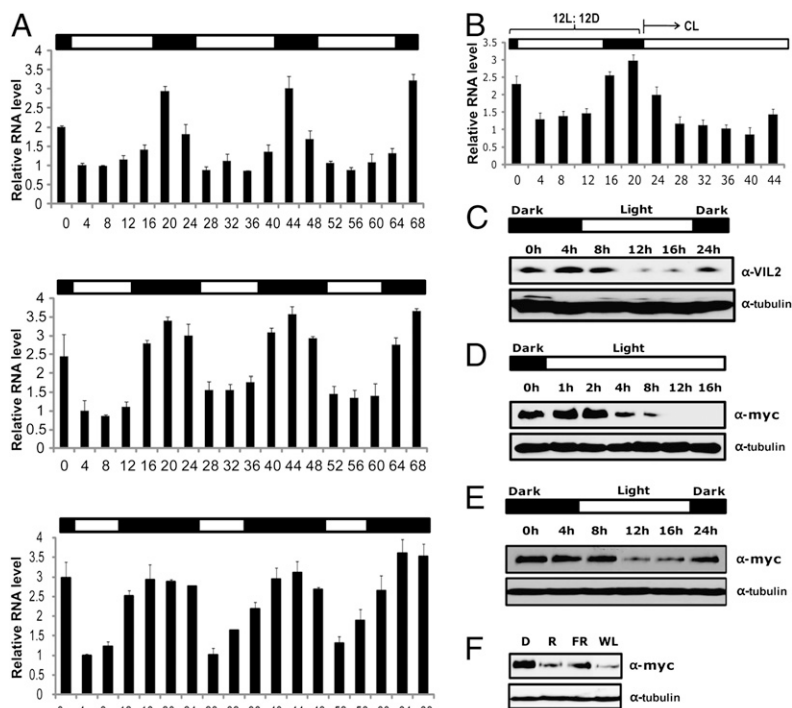 A
Relative RNA level
4
3.5
3
2.5
2
1.5
1
0.5
0
0 4 8 12 16 20 24 28 32 36 40 44 48 52 56 60 64 68
Relative RNA level
4
3.5
3
2.5
2
1.5
1
0.5
0
0 4 8 12 16 20 24 28 32 36 40 44 48 52 56 60 64 68
Relative RNA level
4
3.5
3
2.5
2
1.5
1
0.5
0
B
12L; 12D
CL
Relative RNA level
3.5
3
2.5
2
1.5
1
0.5
0
0 4 8 12 16 20 24 28 32 36 40 44
C
Dark Light Dark
0h 4h 8h 12h 16h 24h
α-VIL2
α-tubulin
D
Dark Light
0h 1h 2h 4h 8h 12h 16h
α-myc
α-tubulin
E
Dark Light Dark
0h 4h 8h 12h 16h 24h
α-myc
α-tubulin
F
D R FR WL
α-myc
α-tubulin